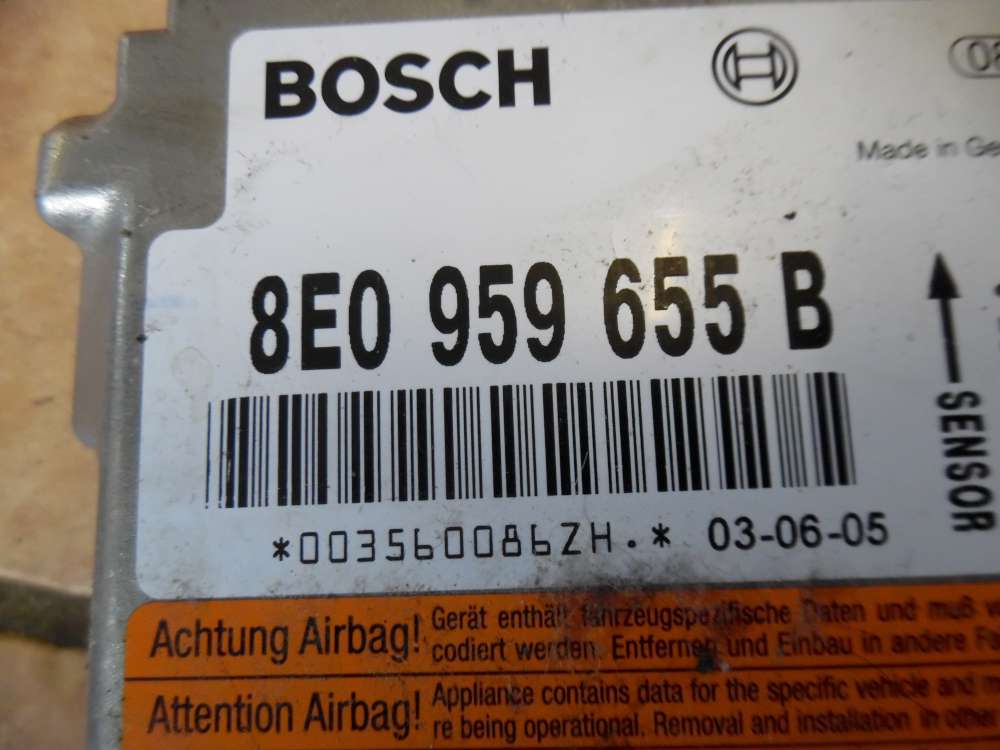 BOSCH
Made in
8E0 959 655 B
SENSOR
*003560086ZH.* 03-06-05
Achtung Airbag! Gerät enthält fahrzeugspezifische Daten und muß
codiert werden. Entfernen und Einbau in andere
Attention Airbag! Appliance contains data for the specific vehicle and
re being operational. Removal and installation in other